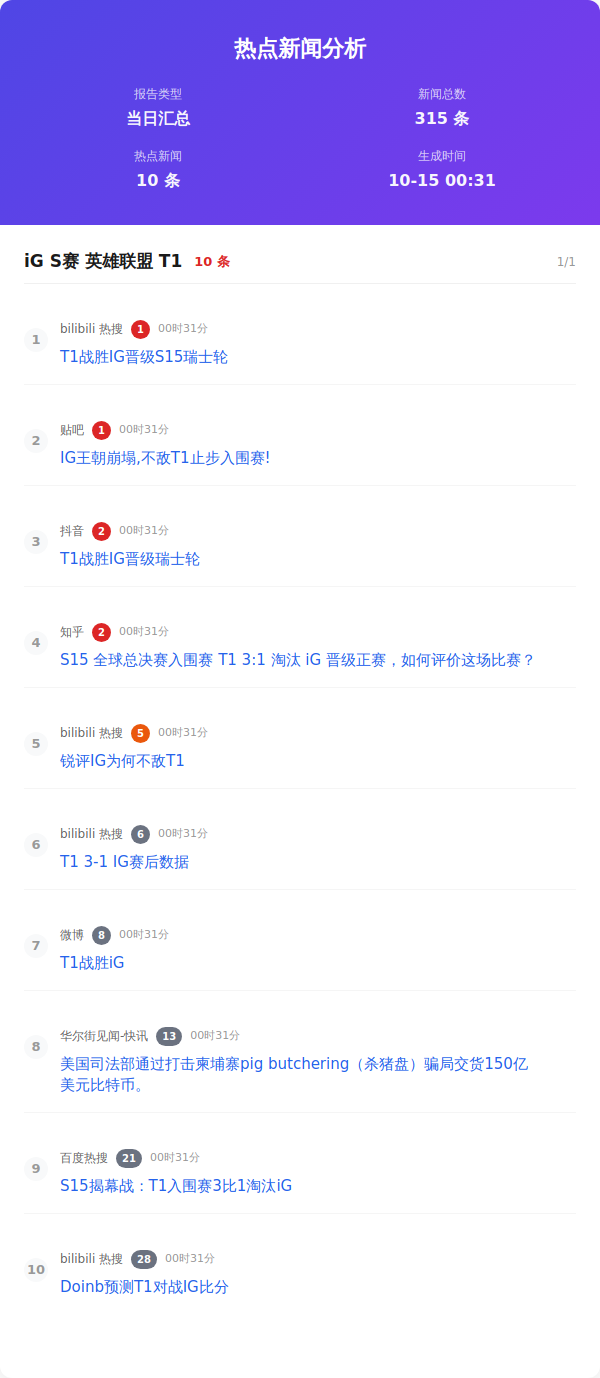 热点新闻分析
报告类型
新闻总数
当日汇总
315 条
热点新闻
生成时间
10 条
10-15 00:31
iG S赛 英雄联盟 T1 10 条 1/1
1
bilibili 热搜 1 00时31分
T1战胜IG晋级S15瑞士轮
2
贴吧 1 00时31分
IG王朝崩塌,不敌T1止步入围赛!
3
抖音 2 00时31分
T1战胜IG晋级瑞士轮
4
知乎 2 00时31分
S15 全球总决赛入围赛 T1 3:1 淘汰 iG 晋级正赛，如何评价这场比赛？
5
bilibili 热搜 5 00时31分
锐评IG为何不敌T1
6
bilibili 热搜 6 00时31分
T1 3-1 IG赛后数据
7
微博 8 00时31分
T1战胜iG
8
华尔街见闻-快讯 13 00时31分
美国司法部通过打击柬埔寨pig butchering（杀猪盘）骗局交货150亿
美元比特币。
9
百度热搜 21 00时31分
S15揭幕战：T1入围赛3比1淘汰iG
10
bilibili 热搜 28 00时31分
Doinb预测T1对战IG比分